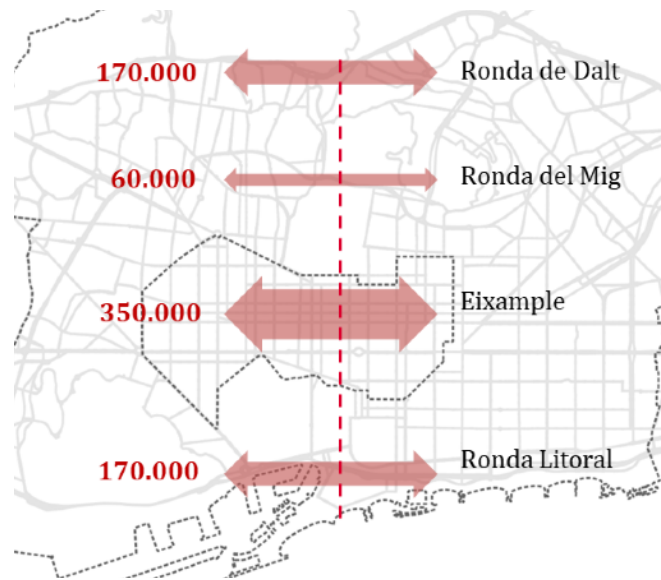 170.000 Ronda de Dalt
60.000 Ronda del Mig
350.000 Eixample
170.000 Ronda Litoral